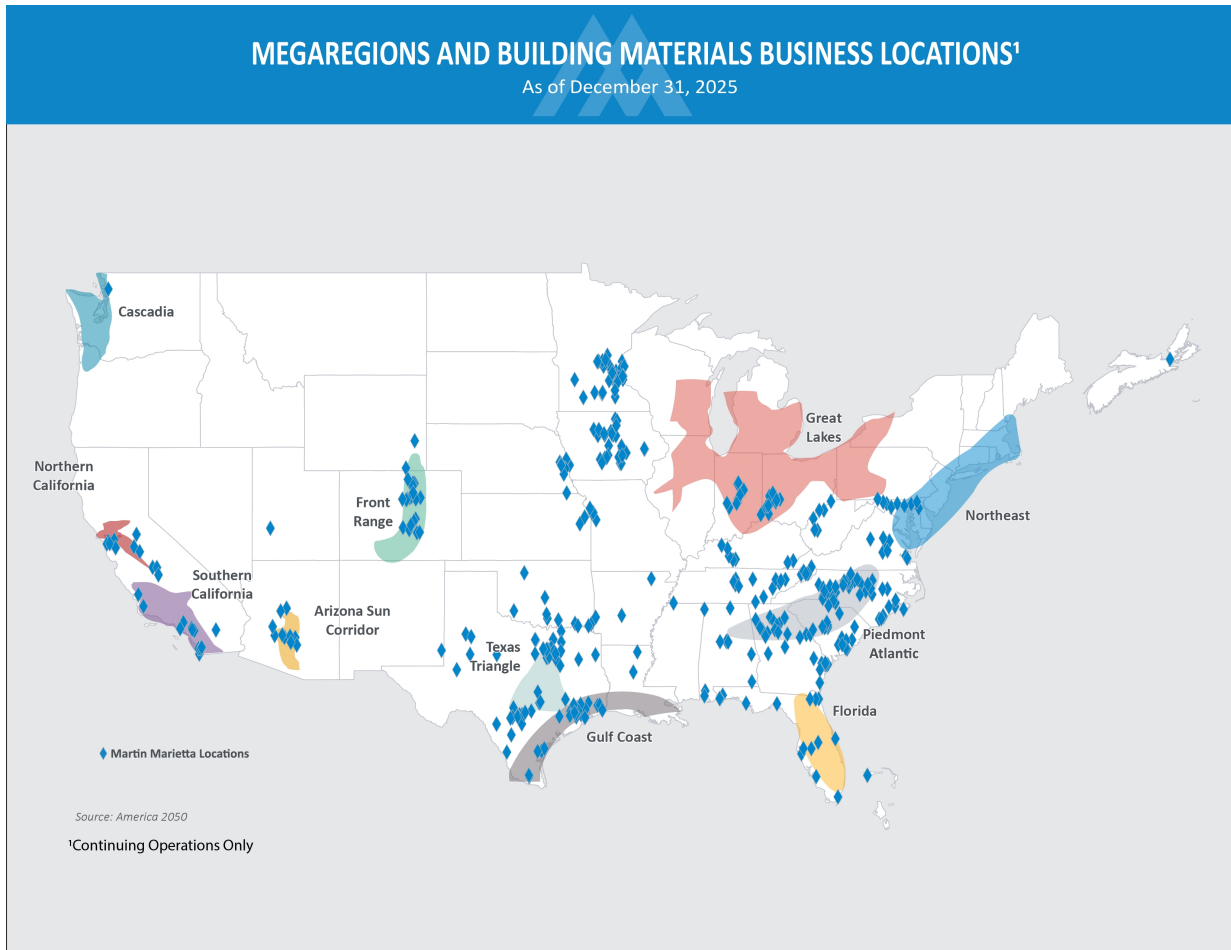 MEGAREGIONS AND BUILDING MATERIALS BUSINESS LOCATIONS¹
As of December 31, 2025
Cascadia
Northern
California
Southern
California
Front
Range
Arizona Sun
Corridor
Texas
Triangle
Gulf Coast
Great
Lakes
Northeast
Piedmont
Atlantic
Florida
Martin Marietta Locations
Source: America 2050
¹Continuing Operations Only